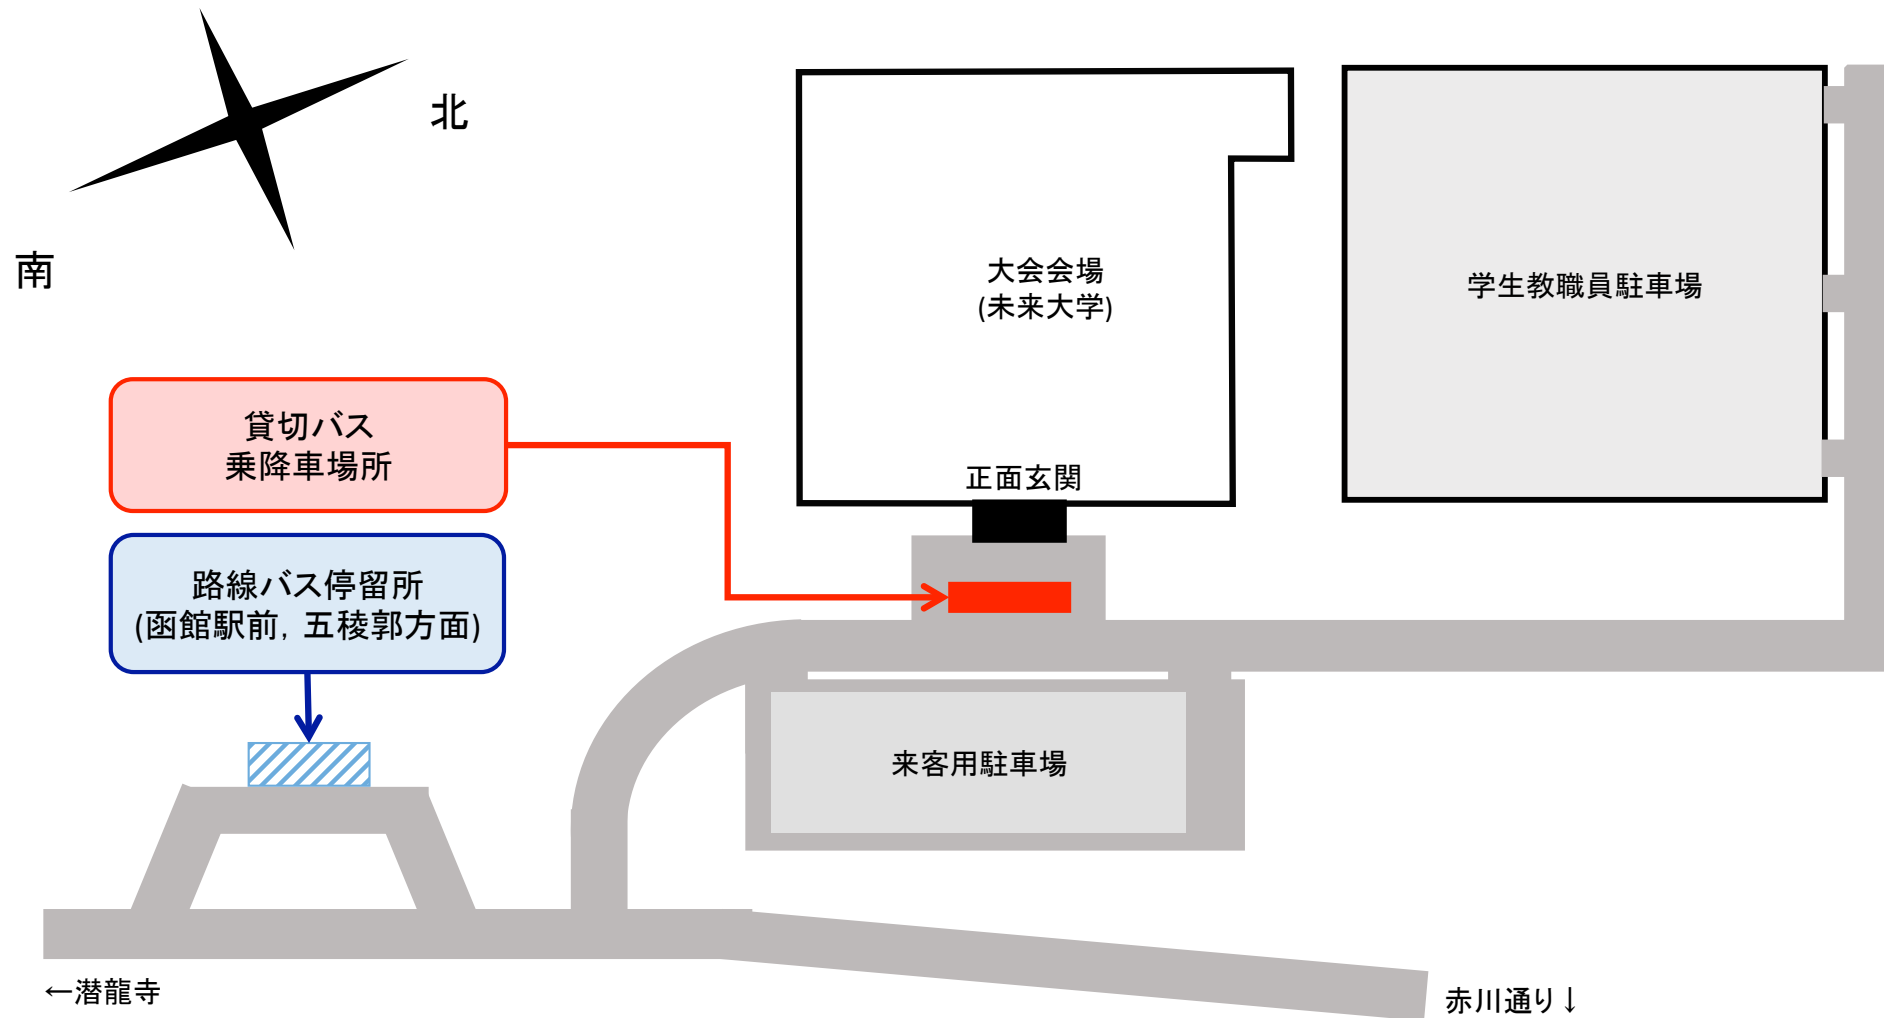 北
南
大会会場
(未来大学)
学生教職員駐車場
貸切バス
乗降車場所
正面玄関
路線バス停留所
(函館駅前，五稜郭方面)
来客用駐車場
←潜龍寺
赤川通り↓